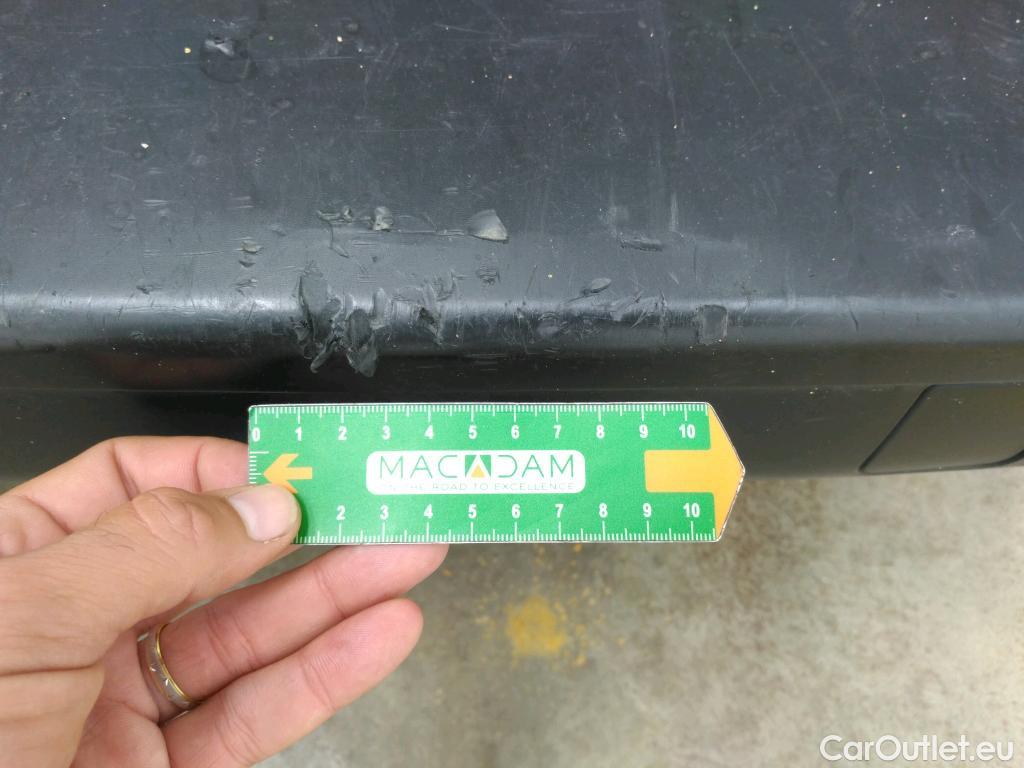 0 1 2 3 4 5 6 7 8 9 10
MACADAM
ON THE ROAD TO EXCELLENCE
2 3 4 5 6 7 8 9 10
CarOutlet.eu